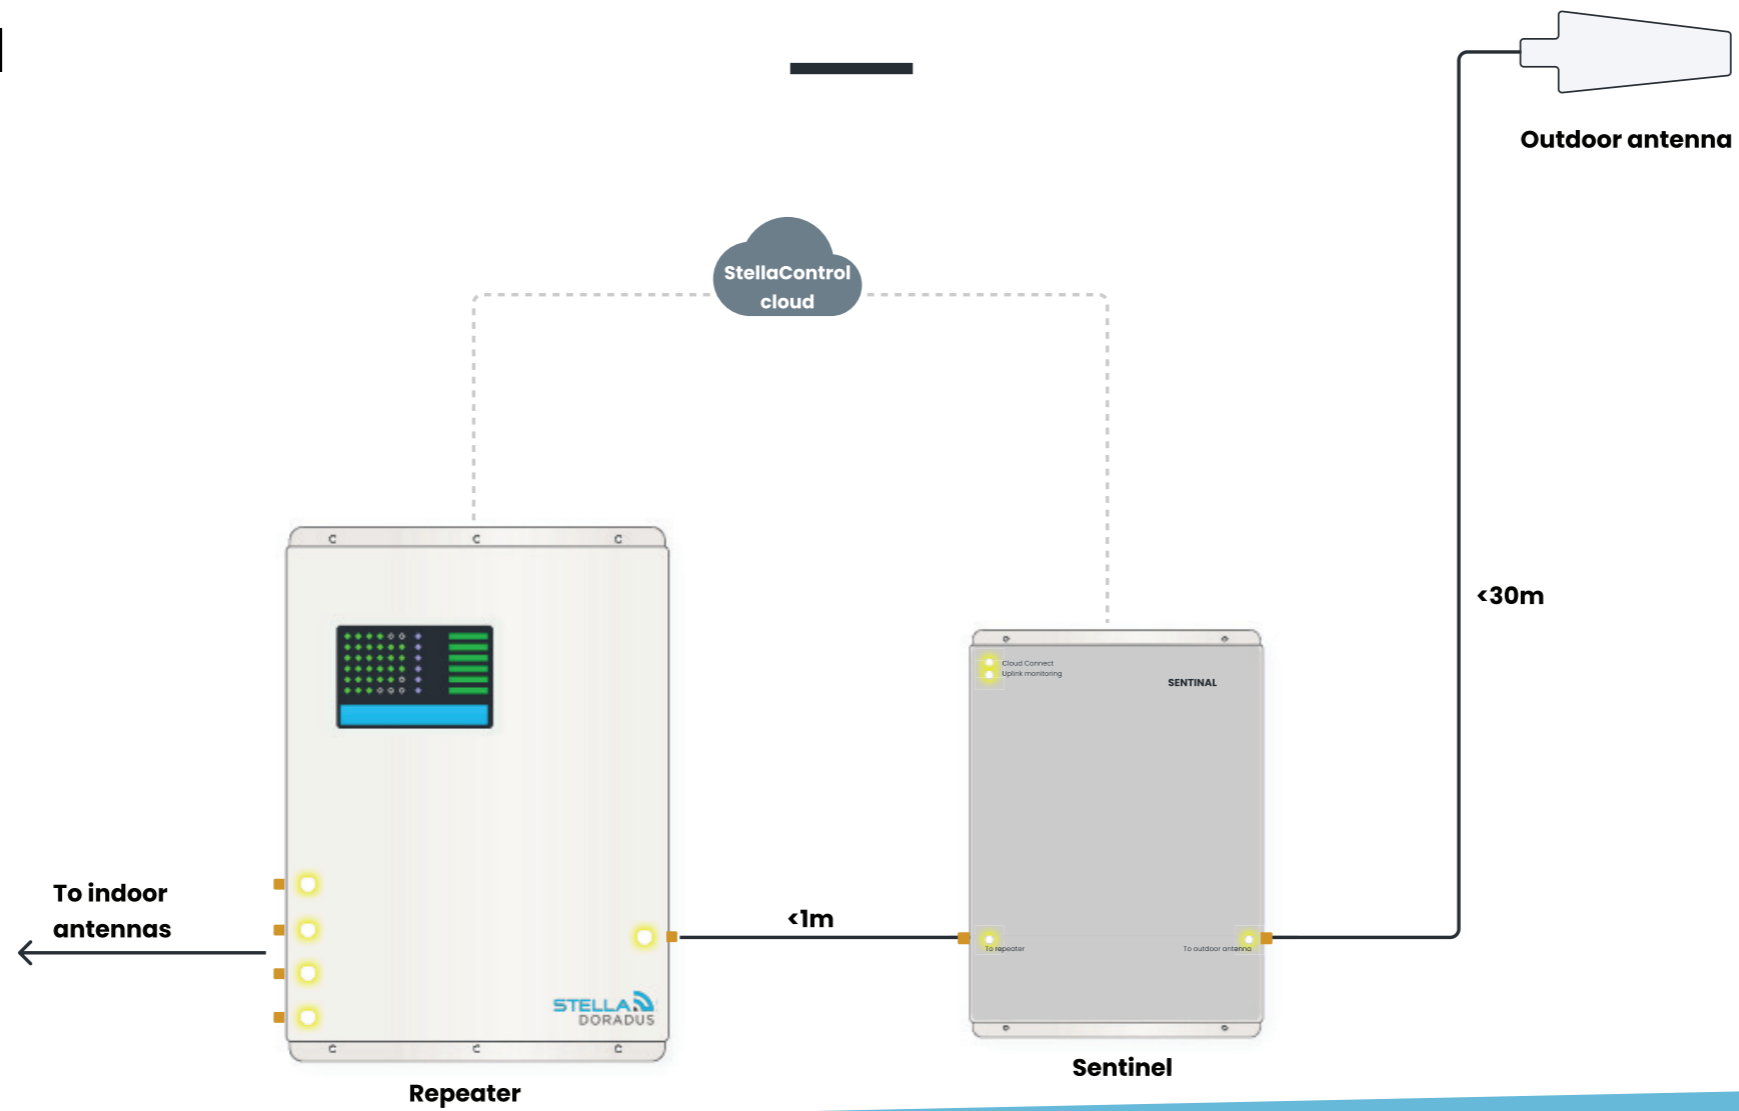 Outdoor antenna
StellaControl
cloud
<30m
Cloud Connect
Uplink monitoring
SENTINAL
To indoor
antennas
<1m
To repeater
To outdoor antenna
STELLA
DORADUS
Sentinel
Repeater